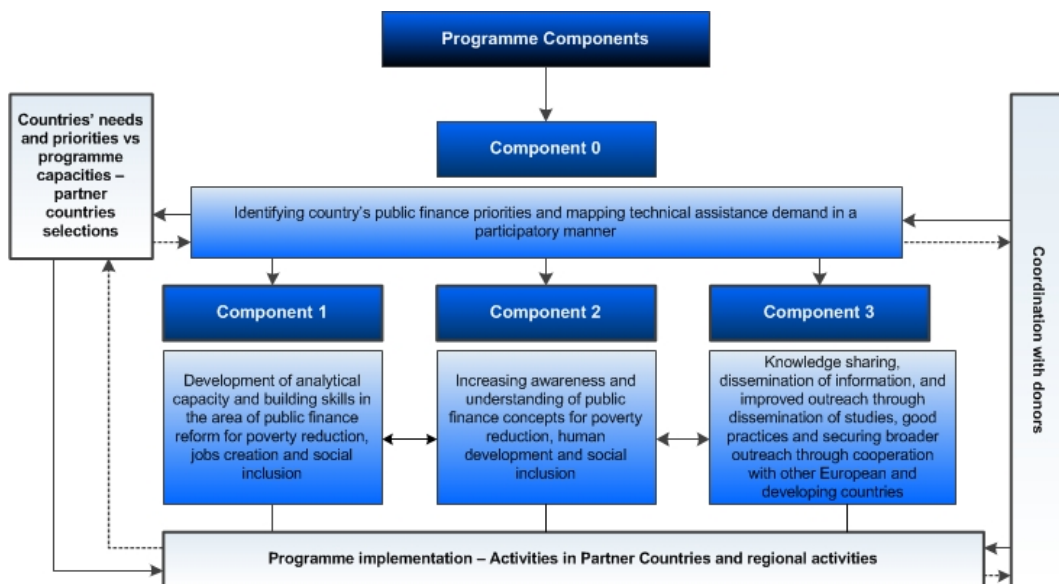 Programme Components
Countries' needs
and priorities vs
programme
capacities –
partner
countries
selections
Component 0
Identifying country's public finance priorities and mapping technical assistance demand in a
participatory manner
Component 1
Component 2
Component 3
Development of analytical
capacity and building skills in
the area of public finance
reform for poverty reduction,
jobs creation and social
inclusion
Increasing awareness and
understanding of public
finance concepts for poverty
reduction, human
development and social
inclusion
Knowledge sharing,
dissemination of information, and
improved outreach through
dissemination of studies, good
practices and securing broader
outreach through cooperation
with other European and
developing countries
Coordination with donors
Programme implementation – Activities in Partner Countries and regional activities